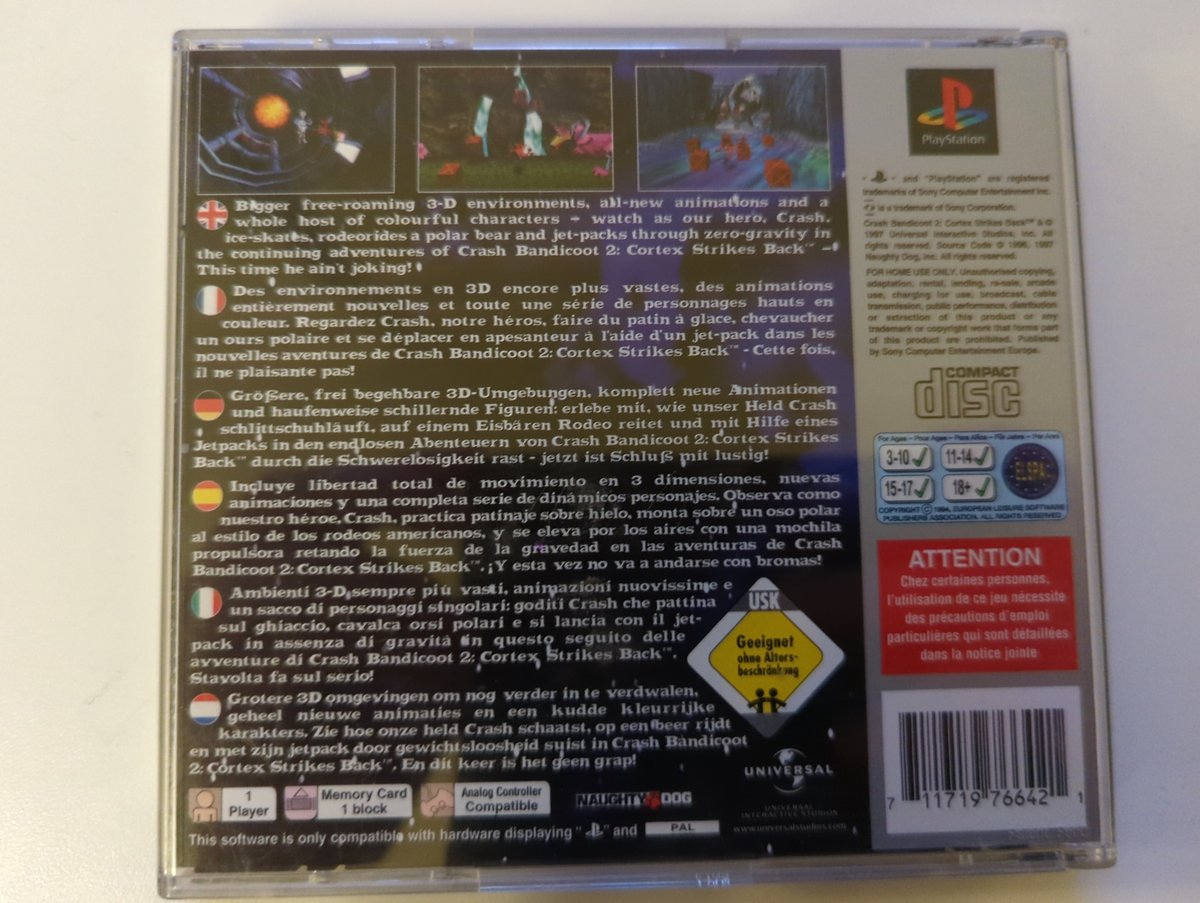 Bigger free-roaming 3-D environments, all-new animations and a
whole host of colourful characters - watch as our hero, Crash,
ice-skates, rodeorides a polar bear and jet-packs through zero-gravity in
the continuing adventures of Crash Bandicoot 2: Cortex Strikes Back™ –
This time he ain't joking!
Des environnements en 3D encore plus vastes, des animations
entièrement nouvelles et toute une série de personnages hauts en
couleur. Regardez Crash, notre héros, faire du patin à glace, chevaucher
un ours polaire et se déplacer en apesanteur à l'aide d'un jet-pack dans les
nouvelles aventures de Crash Bandicoot 2: Cortex Strikes Back™ - Cette fois,
il ne plaisante pas!
Größere, frei begehbare 3D-Umgebungen, komplett neue Animationen
und haufenweise schillernde Figuren: erlebe mit, wie unser Held Crash
schlittschuhläuft, auf einem Eisbären Rodeo reitet und mit Hilfe eines
Jetpacks in den endlosen Abenteuern von Crash Bandicoot 2: Cortex Strikes
Back™ durch die Schwerelosigkeit rast - jetzt ist Schluß mit lustig!
Incluye libertad total de movimiento en 3 dimensiones, nuevas
animaciones y una completa serie de dinámicos personajes. Observa como
nuestro héroe, Crash, practica patinaje sobre hielo, monta sobre un oso polar
al estilo de los rodeos americanos, y se eleva por los aires con una mochila
propulsora retando la fuerza de la gravedad en las aventuras de Crash
Bandicoot 2: Cortex Strikes Back™. ¡Y esta vez no va a andarse con bromas!
Ambienti 3-D sempre più vasti, animazioni nuovissime e
un sacco di personaggi singolari: goditi Crash che pattina
sul ghiaccio, cavalca orsi polari e si lancia con il jet-
pack in assenza di gravità in questo seguito delle
avventure di Crash Bandicoot 2: Cortex Strikes Back™.
Stavolta fa sul serio!
Grotere 3D omgevingen om nog verder in te verdwalen,
geheel nieuwe animaties en een kudde kleurrijke
karakters. Zie hoe onze held Crash schaatst, op een beer rijdt
en met zijn jetpack door gewichtsloosheid suist in Crash Bandicoot
2: Cortex Strikes Back™. En dit keer is het geen grap!
USK
Geeignet
ohne Alters-
beschränkung
1
Player
Memory Card
1 block
Analog Controller
Compatible
NAUGHTY DOG
UNIVERSAL
UNIVERSAL
INTERACTIVE STUDIOS
www.universalstudios.com
This software is only compatible with hardware displaying " " and PAL
PlayStation
" " and "PlayStation" are registered
trademarks of Sony Computer Entertainment Inc.
is a trademark of Sony Corporation.
Crash Bandicoot 2: Cortex Strikes Back™ & ©
1997 Universal Interactive Studios, Inc. All
rights reserved. Source Code © 1996, 1997
Naughty Dog, Inc. All rights reserved.
FOR HOME USE ONLY. Unauthorised copying,
adaptation, rental, lending, re-sale, arcade
use, charging for use, broadcast, cable
transmission, public performance, distribution
or extraction of this product or any
trademark or copyright work that forms part
of this product are prohibited. Published
by Sony Computer Entertainment Europe.
COMPACT
disc
For Ages - Pour Ages - Para Años - Für Jahre - Per Anni
3-10
11-14
15-17
18+
ELSPA
COPYRIGHT © 1994, EUROPEAN LEISURE SOFTWARE
PUBLISHERS ASSOCIATION. ALL RIGHTS RESERVED
ATTENTION
Chez certaines personnes,
l'utilisation de ce jeu nécessite
des précautions d'emploi
particulières qui sont détaillées
dans la notice jointe
7 11719 76642 1